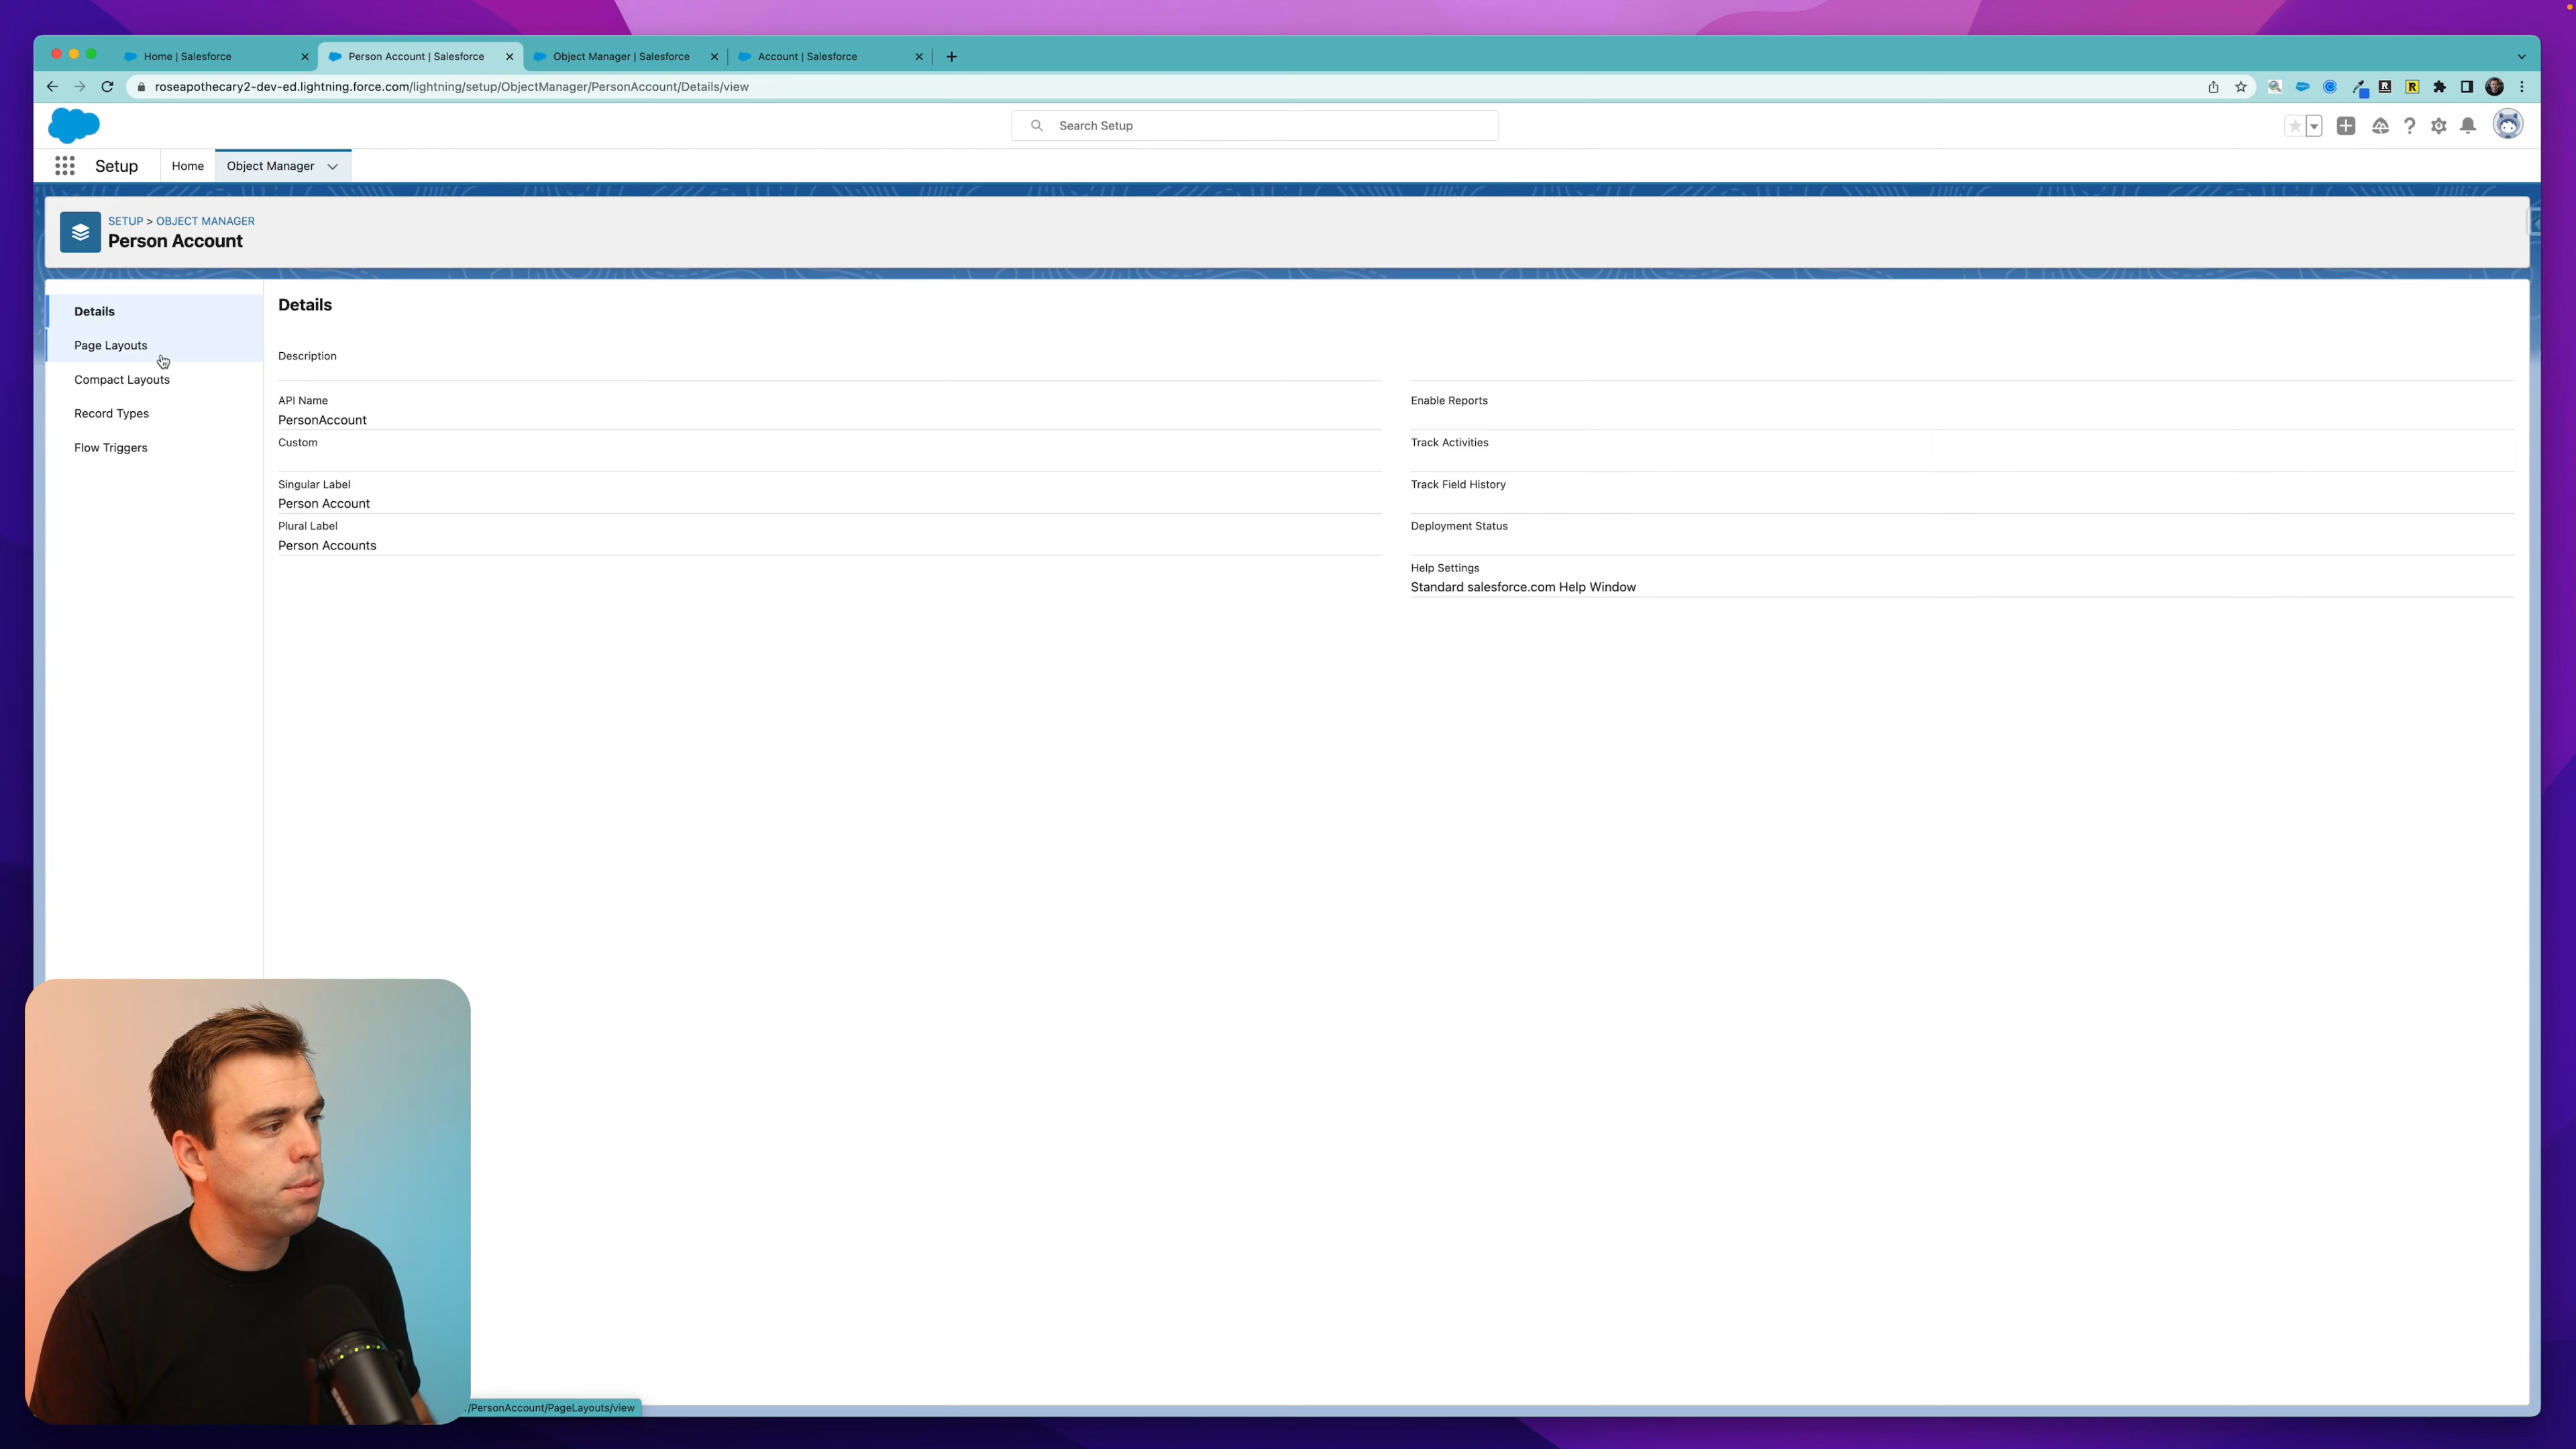 Home | Salesforce
Person Account | Salesforce
Object Manager | Salesforce
Account | Salesforce
roseapothecary2-dev-ed.lightning.force.com/lightning/setup/ObjectManager/PersonAccount/Details/view
Search Setup
Setup
Home
Object Manager
SETUP > OBJECT MANAGER
Person Account
Details
Page Layouts
Compact Layouts
Record Types
Flow Triggers
Details
Description
API Name
PersonAccount
Custom
Singular Label
Person Account
Plural Label
Person Accounts
Enable Reports
Track Activities
Track Field History
Deployment Status
Help Settings
Standard salesforce.com Help Window
/PersonAccount/PageLayouts/view